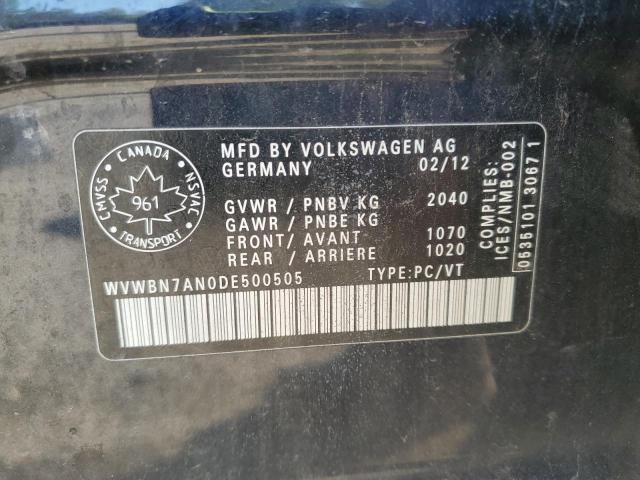 CANADA
CMVSS
NSVAC
961
TRANSPORT
MFD BY VOLKSWAGEN AG
GERMANY 02/12
GVWR / PNBV KG 2040
GAWR / PNBE KG
FRONT/ AVANT 1070
REAR / ARRIERE 1020
WVWBN7AN0DE500505 TYPE:PC/VT
COMPLIES:
ICES/NMB-002
0535101 3067 1